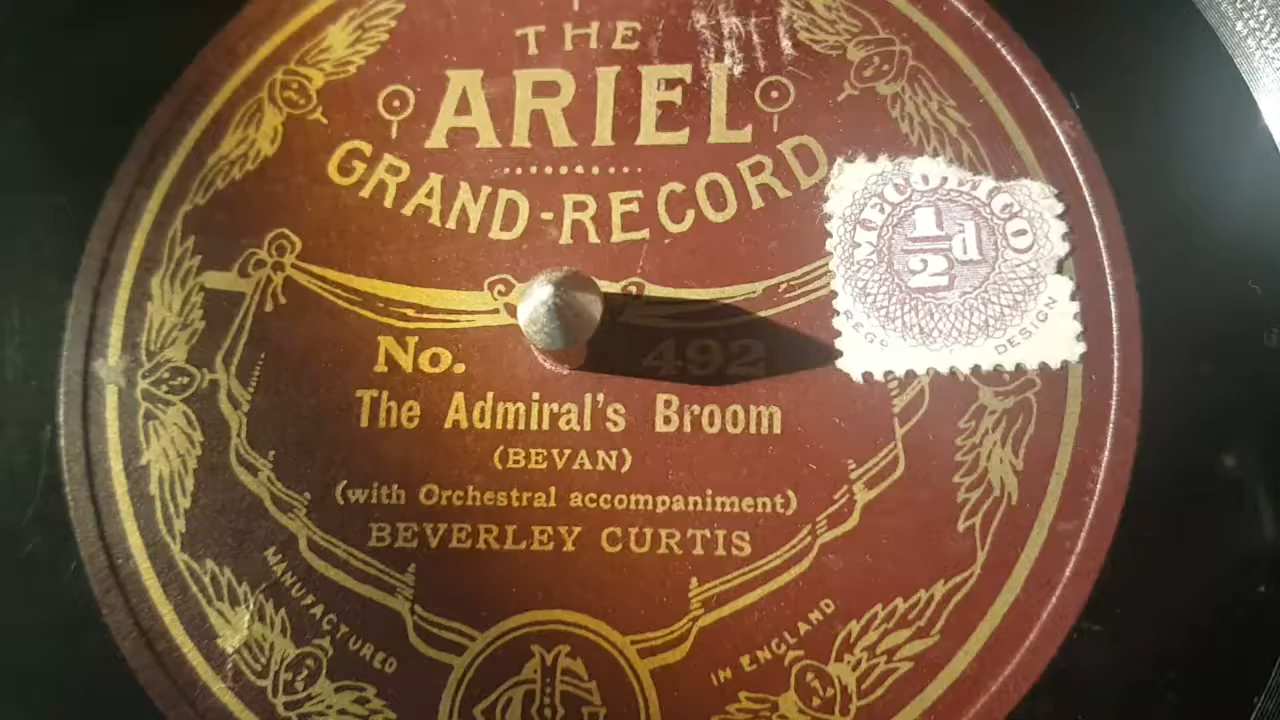 THE
ARIEL
GRAND-RECORD
MECOLICO
1/2d
REGD DESIGN
No. 492
The Admiral's Broom
(BEVAN)
(with Orchestral accompaniment)
BEVERLEY CURTIS
MANUFACTURED IN ENGLAND